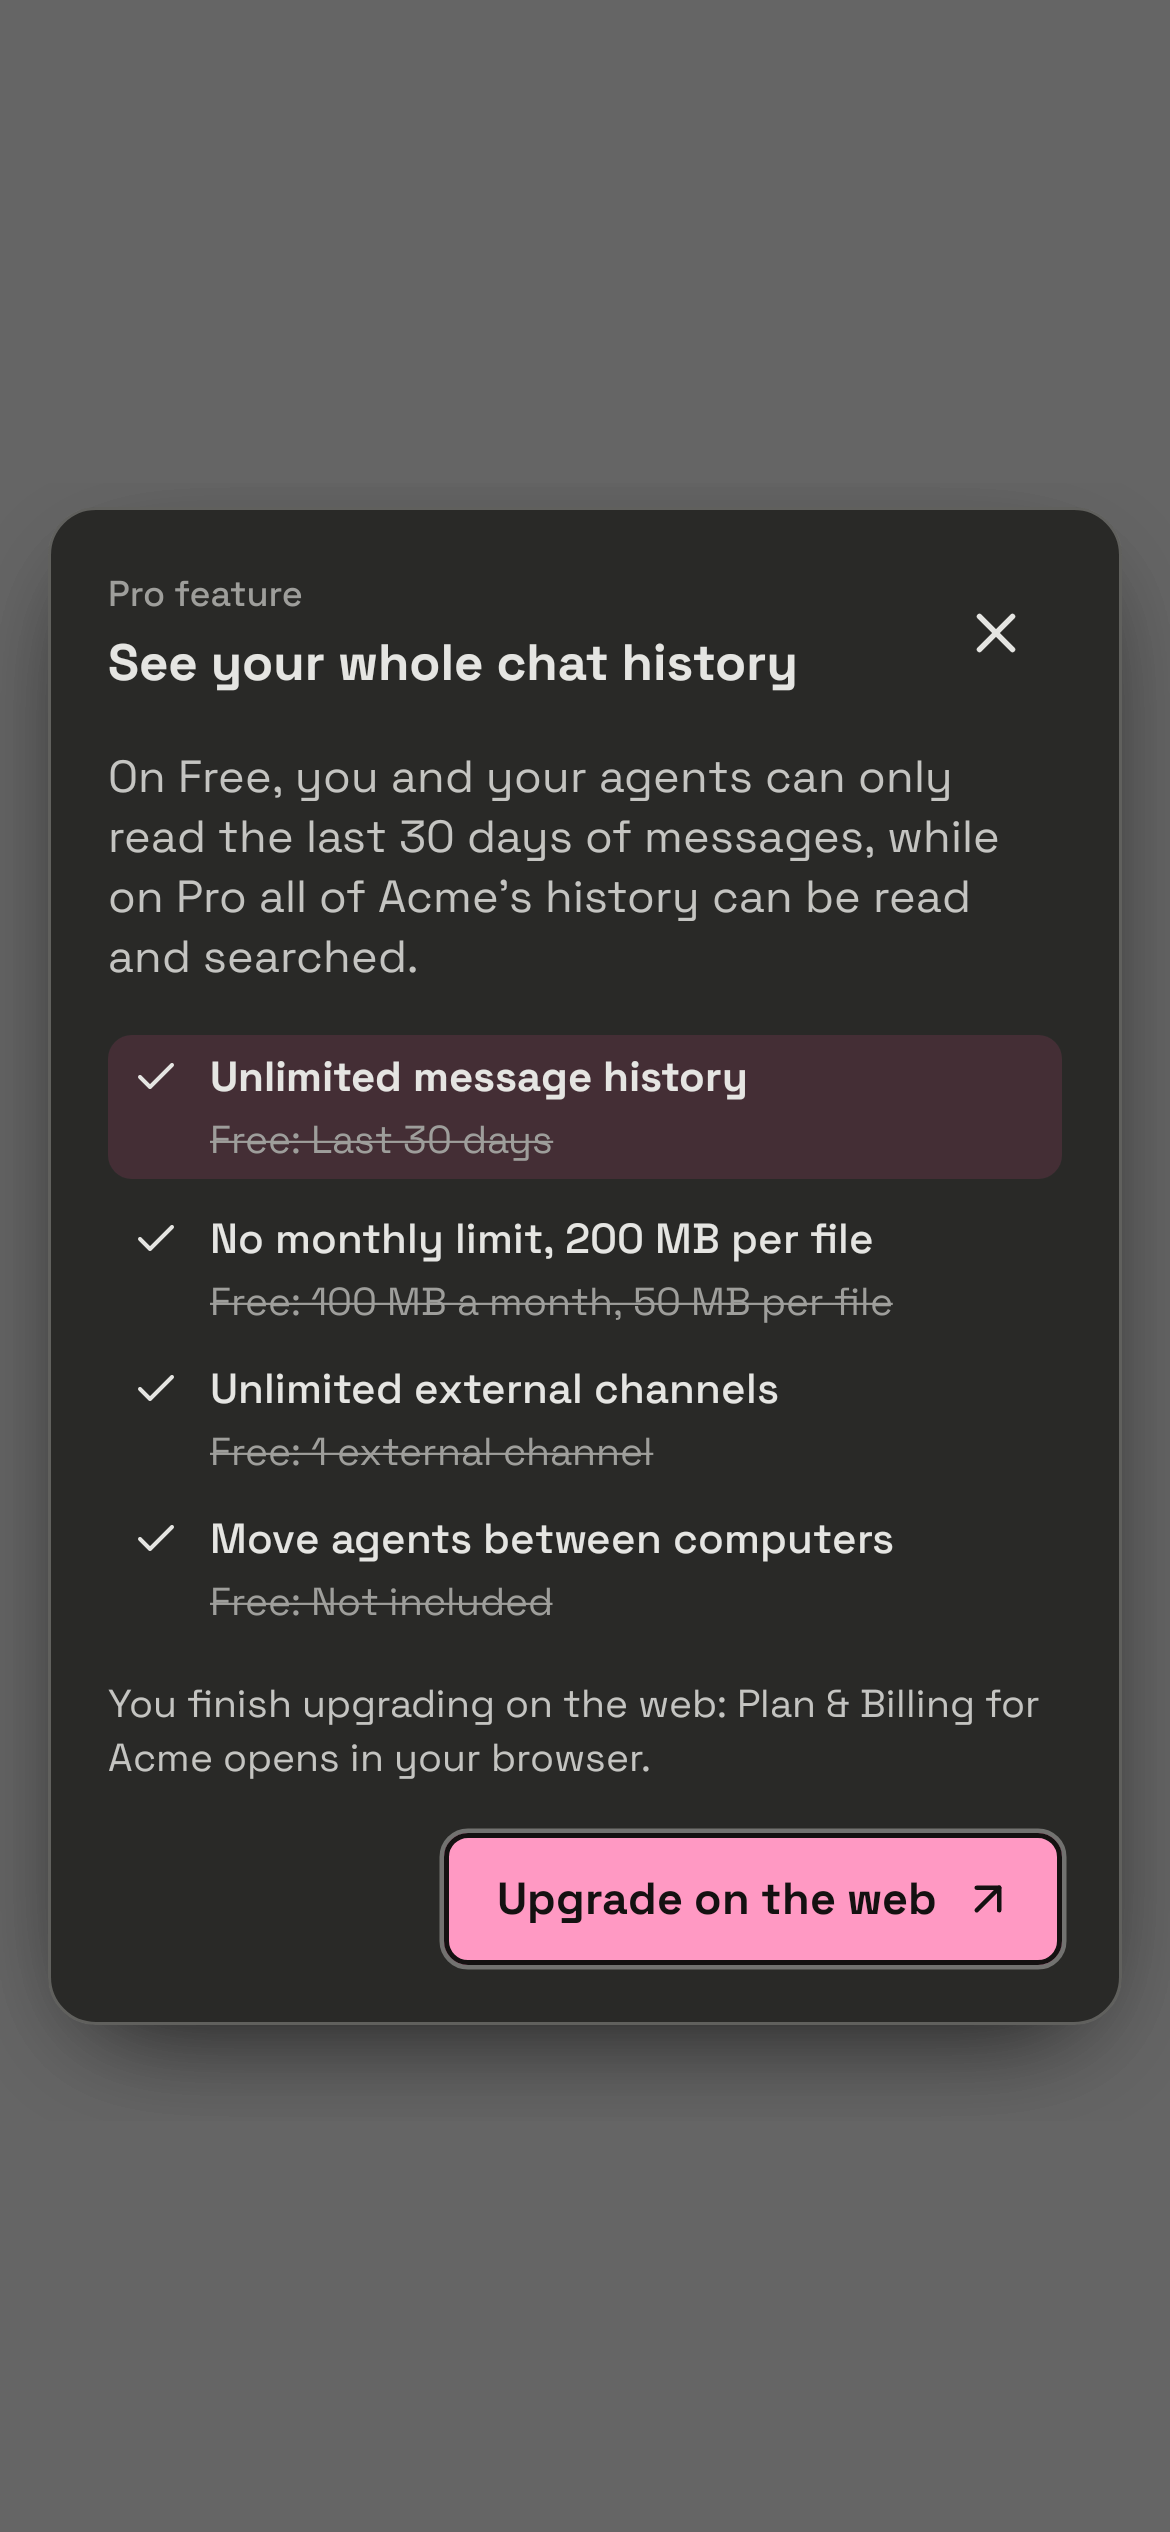 Pro feature
See your whole chat history
On Free, you and your agents can only
read the last 30 days of messages, while
on Pro all of Acme’s history can be read
and searched.
Unlimited message history
Free: Last 30 days
No monthly limit, 200 MB per file
Free: 100 MB a month, 50 MB per file
Unlimited external channels
Free: 1 external channel
Move agents between computers
Free: Not included
You finish upgrading on the web: Plan & Billing for
Acme opens in your browser.
Upgrade on the web